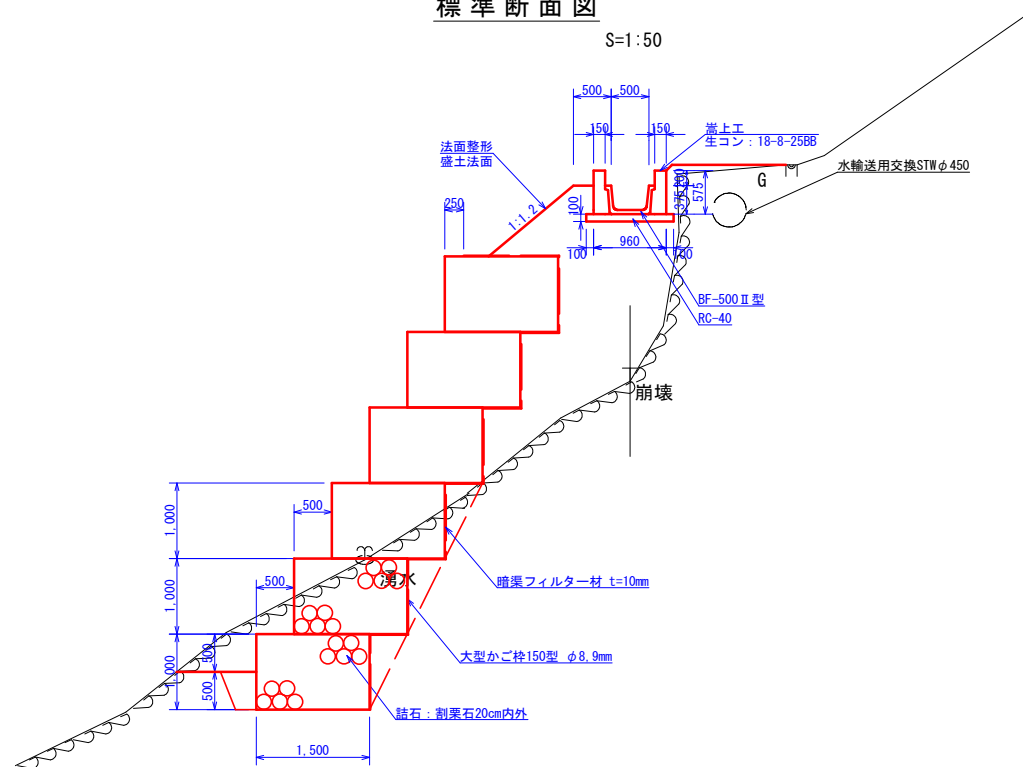 標準断面図
S=1:50
500
500
150
150
嵩上工
生コン：18-8-25BB
法面整形
盛土法面
水輸送用交換STWφ450
G
200
375
575
250
1:1.2
100
960
100
BF-500Ⅱ型
RC-40
崩壊
1,000
500
暗渠フィルター材 t=10mm
1,000
500
湧水
大型かご枠150型 φ8,9mm
1,000
500
500
詰石：割栗石20cm内外
1,500